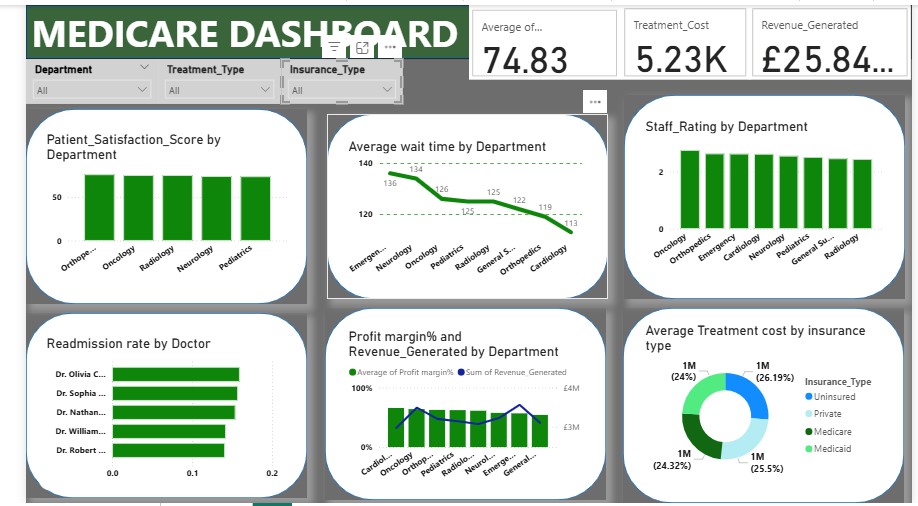 MEDICARE DASHBOARD
Average of...
74.83
Treatment_Cost
5.23K
Revenue_Generated
£25.84...
Department
All
Treatment_Type
All
Insurance_Type
All
Patient_Satisfaction_Score by
Department
50
0
Orthope...
Oncology
Radiology
Neurology
Pediatrics
Average wait time by Department
140
120
136
134
126
125
125
122
119
113
Emergen...
Neurology
Oncology
Pediatrics
Radiology
General S...
Orthopedics
Cardiology
Staff_Rating by Department
2
0
Oncology
Orthopedics
Emergency
Cardiology
Neurology
Pediatrics
General Su...
Radiology
Readmission rate by Doctor
Dr. Olivia C...
Dr. Sophia ...
Dr. Nathan...
Dr. William...
Dr. Robert ...
0.0
0.1
0.2
Profit margin% and
Revenue_Generated by Department
Average of Profit margin%
Sum of Revenue_Generated
100%
0%
£4M
£3M
Cardiol...
Oncology
Orthop...
Pediatrics
Radiolo...
Neurol...
Emerge...
General...
Average Treatment cost by insurance
type
1M
(24%)
1M
(26.19%)
1M
(24.32%)
1M
(25.5%)
Insurance_Type
Uninsured
Private
Medicare
Medicaid